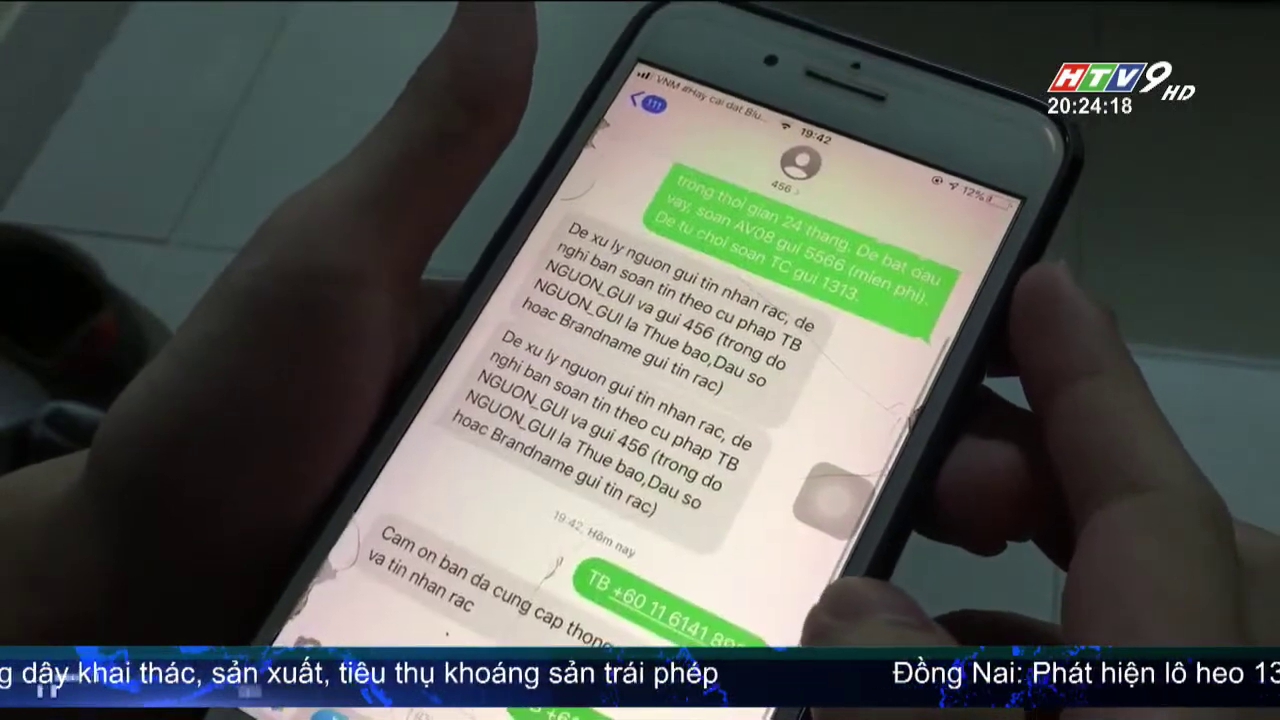 HTV9 HD
20:24:18
VNM #Hay cai dat Blu... 19:42 12%
111
456
trong thoi gian 24 thang. De bat dau
vay, soan AV08 gui 5566 (mien phi).
De tu choi soan TC gui 1313.
De xu ly nguon gui tin nhan rac, de
nghi ban soan tin theo cu phap TB
NGUON_GUI va gui 456 (trong do
NGUON_GUI la Thue bao,Dau so
hoac Brandname gui tin rac)
De xu ly nguon gui tin nhan rac, de
nghi ban soan tin theo cu phap TB
NGUON_GUI va gui 456 (trong do
NGUON_GUI la Thue bao,Dau so
hoac Brandname gui tin rac)
19:42, Hôm nay
TB +60 11 6141
Cam on ban da cung cap thong
va tin nhan rac
g dây khai thác, sản xuất, tiêu thụ khoáng sản trái phép
Đồng Nai: Phát hiện lô heo 13